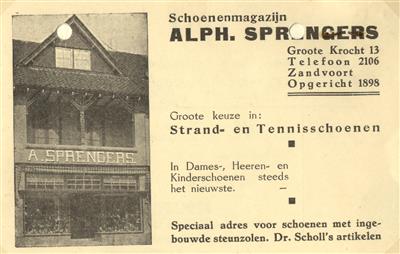 Schoenenmagazijn
ALPH. SPRENGERS
Groote Krocht 13
Telefoon 2106
Zandvoort
Opgericht 1898
Groote keuze in:
Strand- en Tennisschoenen
A. SPRENGERS
In Dames-, Heeren- en
Kinderschoenen steeds
het nieuwste. —
Speciaal adres voor schoenen met inge-
bouwde steunzolen. Dr. Scholl's artikelen